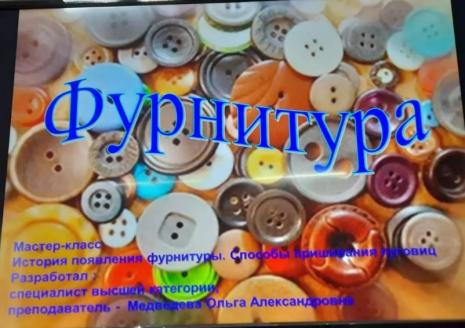 Фурнитура
Мастер-класс
История появления фурнитуры. Способы пришивания пуговиц
Разработал :
специалист высшей категории,
преподаватель - Медведева Ольга Александровна